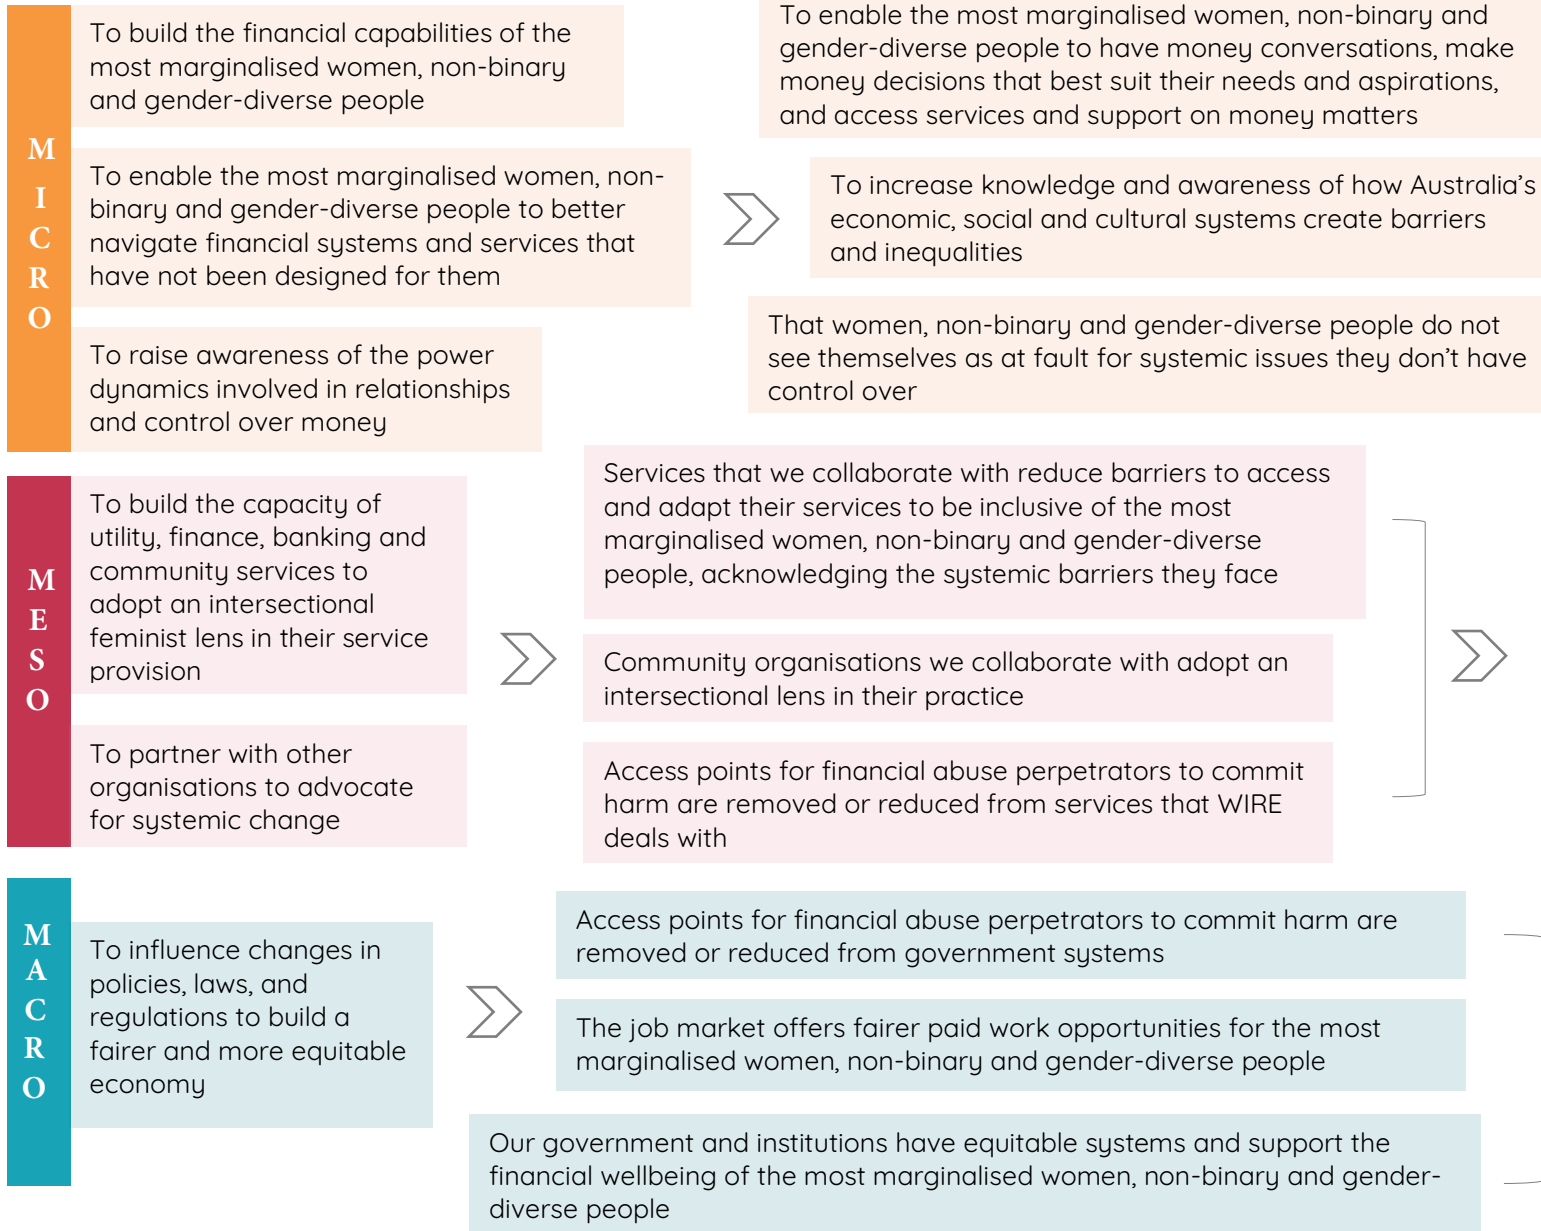 MICRO
To build the financial capabilities of the
most marginalised women, non-binary
and gender-diverse people
To enable the most marginalised women, non-
binary and gender-diverse people to better
navigate financial systems and services that
have not been designed for them
To raise awareness of the power
dynamics involved in relationships
and control over money
To enable the most marginalised women, non-binary and
gender-diverse people to have money conversations, make
money decisions that best suit their needs and aspirations,
and access services and support on money matters
To increase knowledge and awareness of how Australia’s
economic, social and cultural systems create barriers
and inequalities
That women, non-binary and gender-diverse people do not
see themselves as at fault for systemic issues they don’t have
control over
MESO
To build the capacity of
utility, finance, banking and
community services to
adopt an intersectional
feminist lens in their service
provision
To partner with other
organisations to advocate
for systemic change
Services that we collaborate with reduce barriers to access
and adapt their services to be inclusive of the most
marginalised women, non-binary and gender-diverse
people, acknowledging the systemic barriers they face
Community organisations we collaborate with adopt an
intersectional lens in their practice
Access points for financial abuse perpetrators to commit
harm are removed or reduced from services that WIRE
deals with
MACRO
To influence changes in
policies, laws, and
regulations to build a
fairer and more equitable
economy
Access points for financial abuse perpetrators to commit harm are
removed or reduced from government systems
The job market offers fairer paid work opportunities for the most
marginalised women, non-binary and gender-diverse people
Our government and institutions have equitable systems and support the
financial wellbeing of the most marginalised women, non-binary and gender-
diverse people